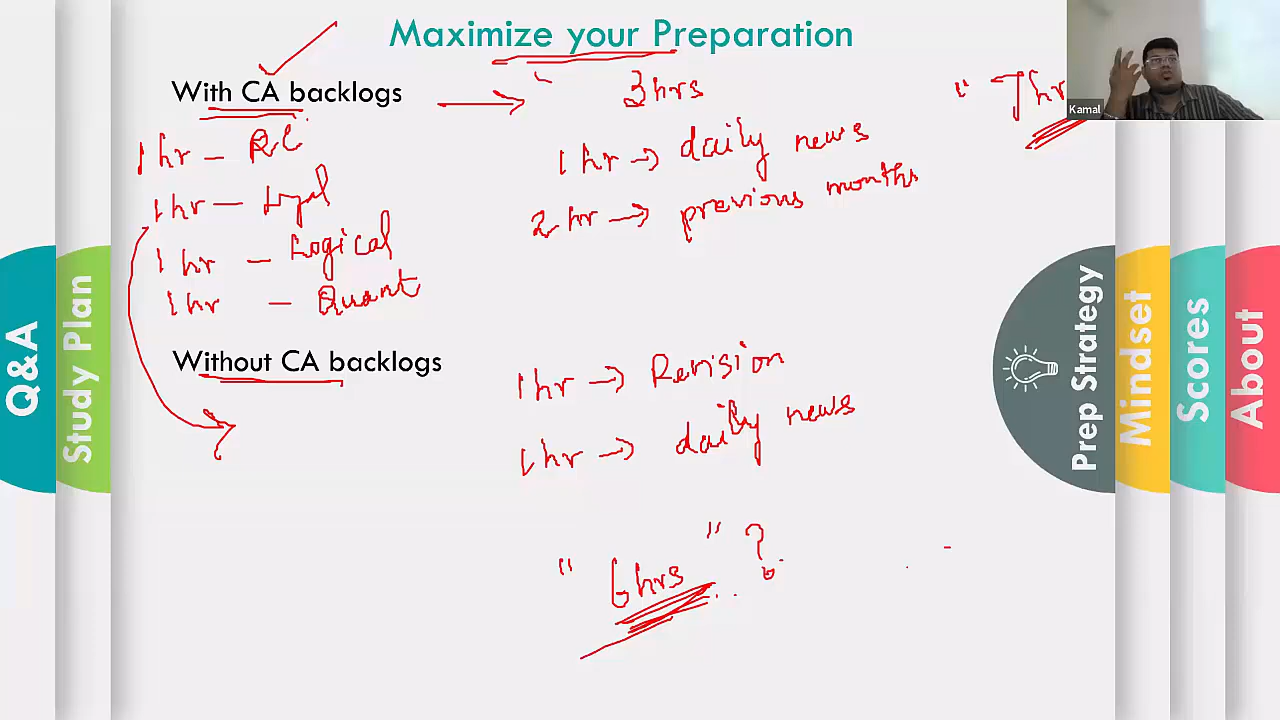 Maximize your Preparation
With CA backlogs
3hrs
" 7hr
Kamal
1hr - RC
1hr → daily news
1hr - Legal
2hr → previous months
1hr - Logical
1hr - Quant
Without CA backlogs
1hr → Revision
1hr → daily news
" 6hrs " ?
Q&A
Study Plan
Prep Strategy
Mindset
Scores
About